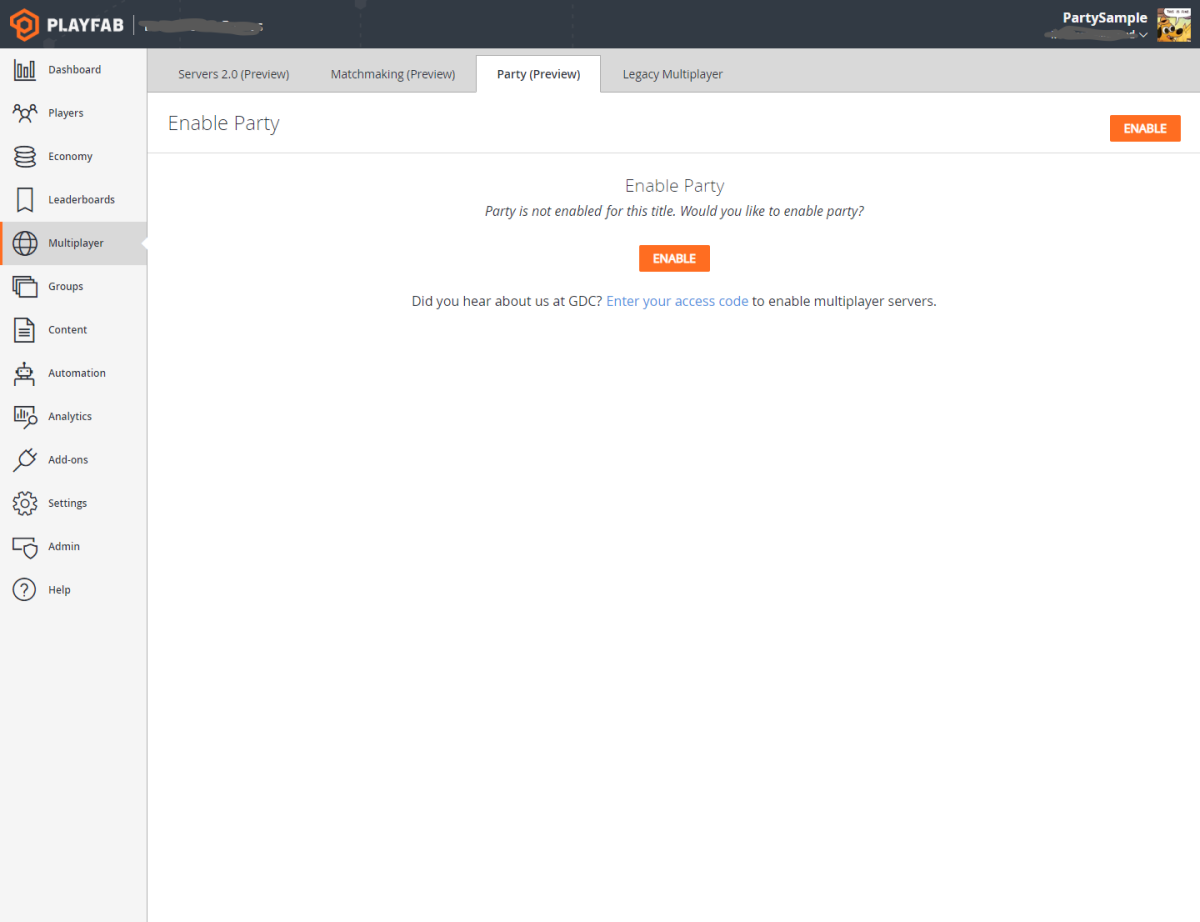 PLAYFAB
PartySample
Dashboard
Players
Economy
Leaderboards
Multiplayer
Groups
Content
Automation
Analytics
Add-ons
Settings
Admin
Help
Servers 2.0 (Preview)
Matchmaking (Preview)
Party (Preview)
Legacy Multiplayer
Enable Party
ENABLE
Enable Party
Party is not enabled for this title. Would you like to enable party?
ENABLE
Did you hear about us at GDC? Enter your access code to enable multiplayer servers.